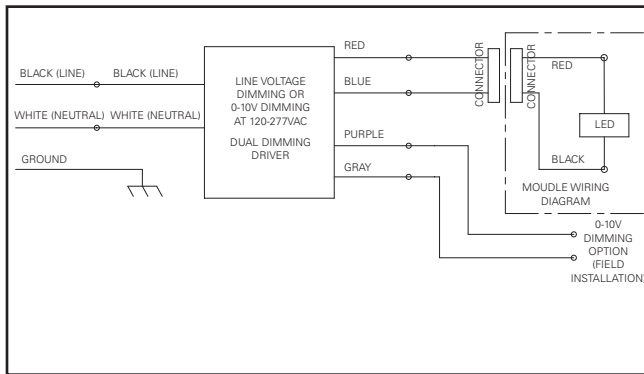 BLACK (LINE)
BLACK (LINE)
WHITE (NEUTRAL)
WHITE (NEUTRAL)
GROUND
LINE VOLTAGE
DIMMING OR
0-10V DIMMING
AT 120-277VAC
DUAL DIMMING
DRIVER
RED
BLUE
PURPLE
GRAY
CONNECTOR
CONNECTOR
RED
LED
BLACK
MOUDLE WIRING
DIAGRAM
0-10V
DIMMING
OPTION
(FIELD
INSTALLATION)